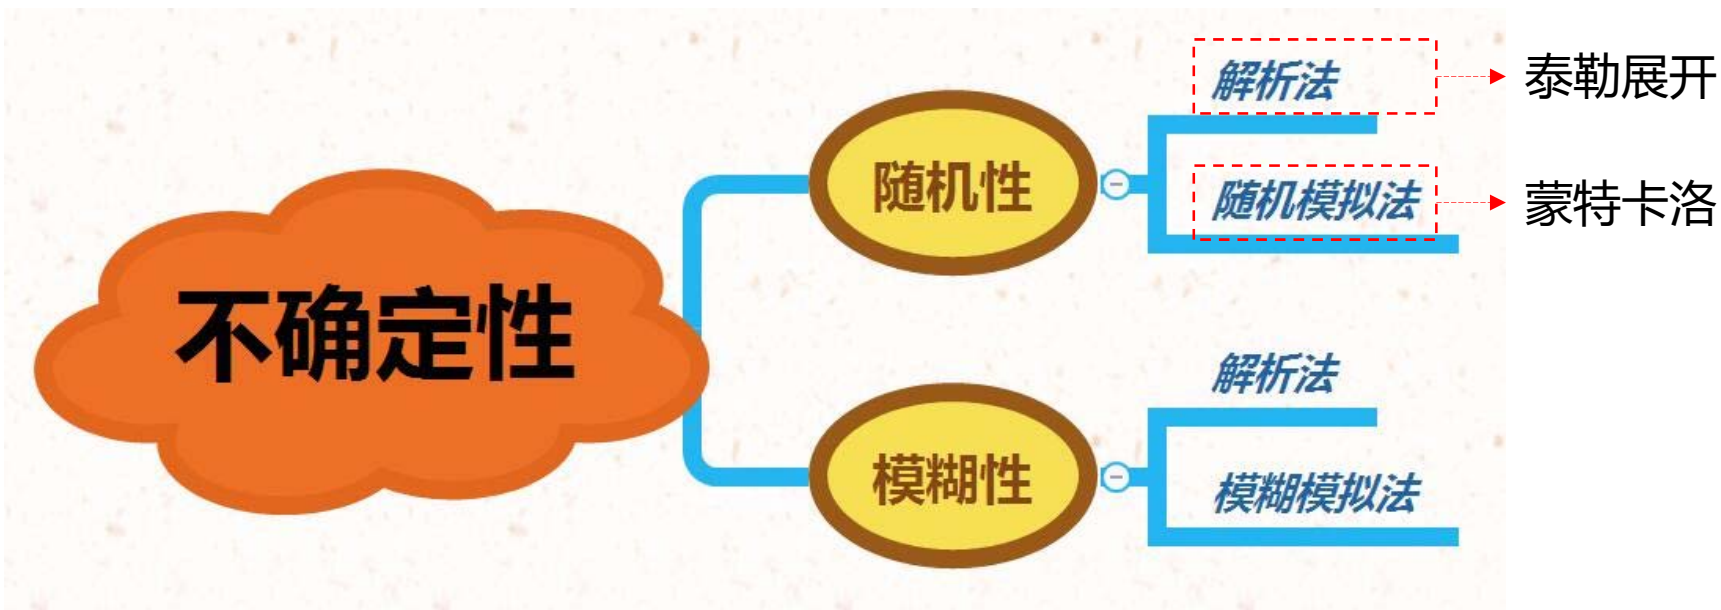 不确定性
随机性
解析法
泰勒展开
随机模拟法
蒙特卡洛
模糊性
解析法
模糊模拟法